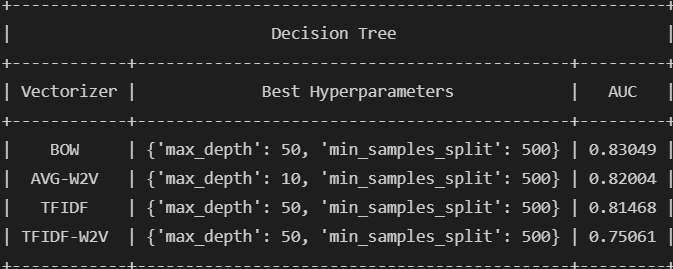 +-----------------------------------------------------------------+
|                          Decision Tree                          |
+------------+------------------------------------------+---------+
| Vectorizer |           Best Hyperparameters           |   AUC   |
+------------+------------------------------------------+---------+
|    BOW     | {'max_depth': 50, 'min_samples_split': 500} | 0.83049 |
|  AVG-W2V   | {'max_depth': 10, 'min_samples_split': 500} | 0.82004 |
|   TFIDF    | {'max_depth': 50, 'min_samples_split': 500} | 0.81468 |
| TFIDF-W2V  | {'max_depth': 50, 'min_samples_split': 500} | 0.75061 |
+------------+------------------------------------------+---------+